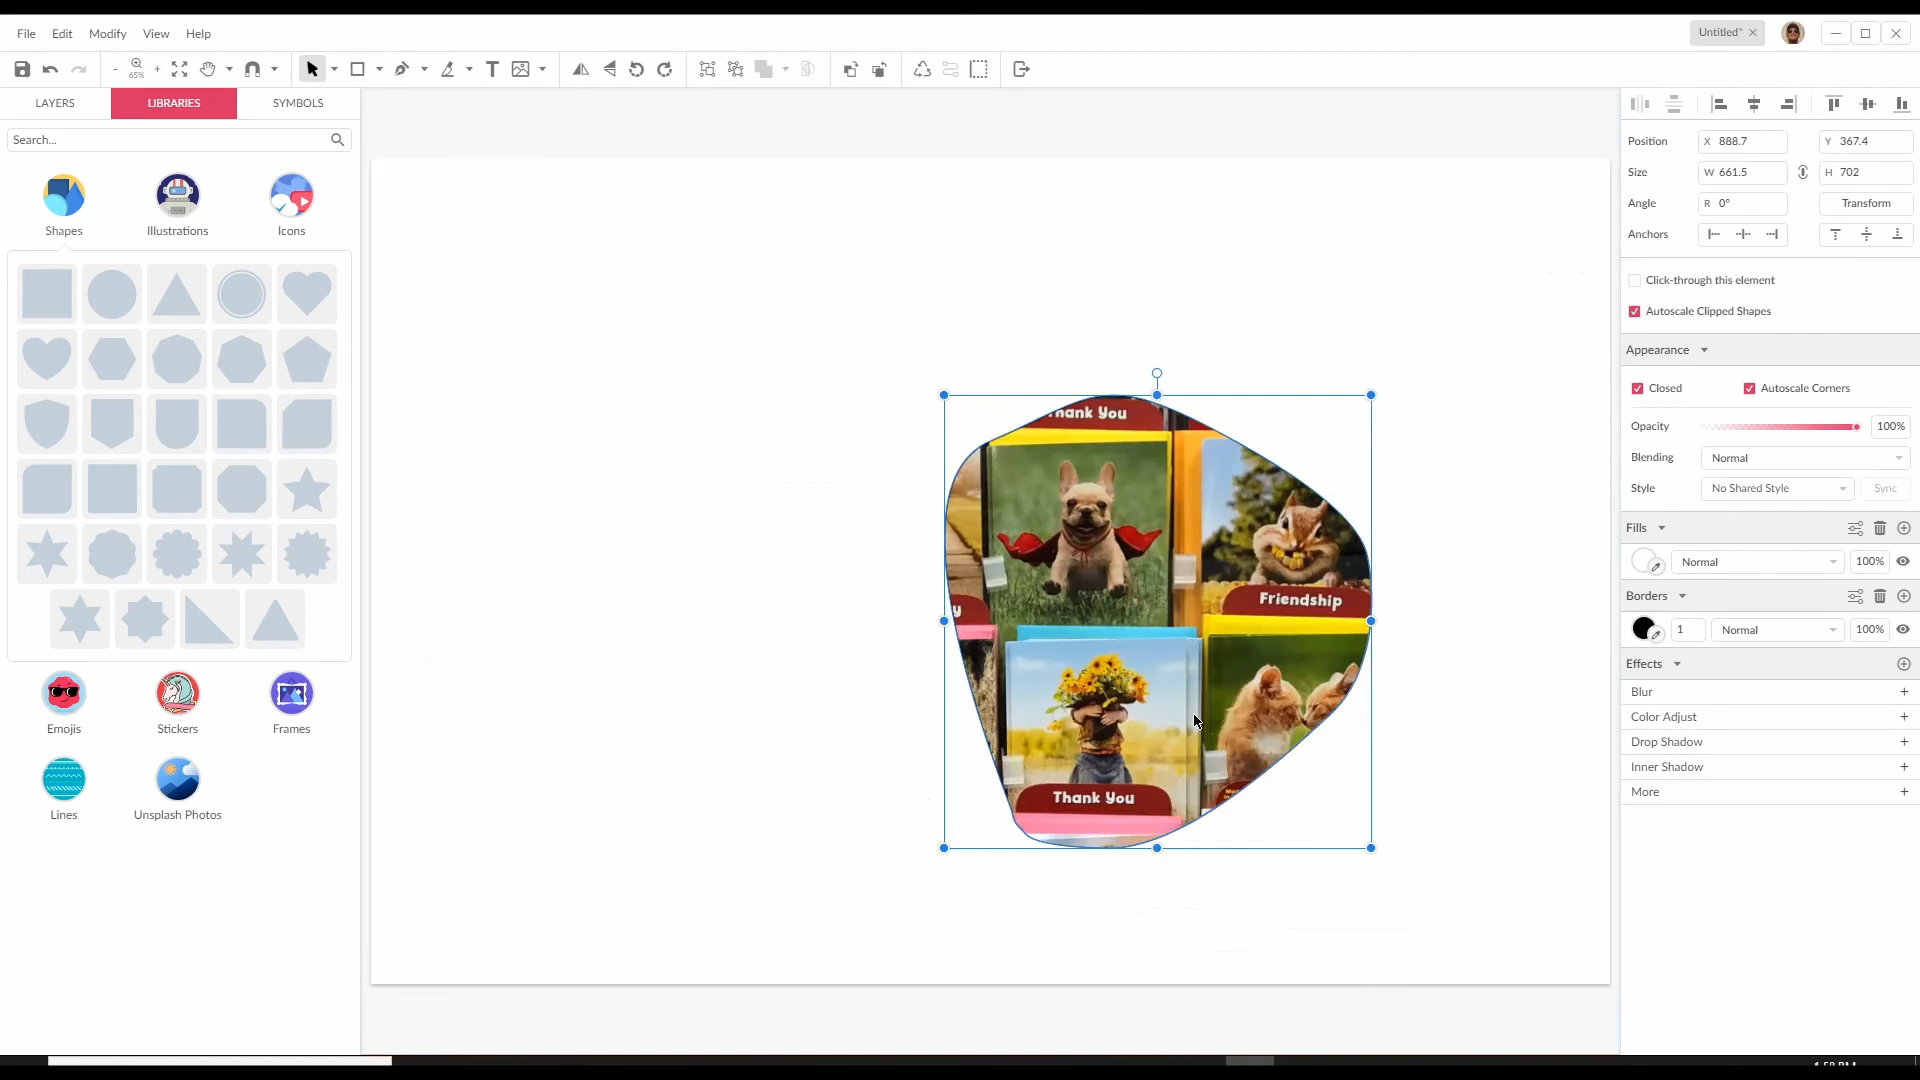 File Edit Modify View Help
Untitled*
65%
LAYERS LIBRARIES SYMBOLS
Search...
Shapes Illustrations Icons
Emojis Stickers Frames
Lines Unsplash Photos
Thank You
Friendship
y
Thank You
Position X 888.7 Y 367.4
Size W 661.5 H 702
Angle R 0° Transform
Anchors
Click-through this element
Autoscale Clipped Shapes
Appearance
Closed Autoscale Corners
Opacity 100%
Blending Normal
Style No Shared Style Sync
Fills
Normal 100%
Borders
1 Normal 100%
Effects
Blur
Color Adjust
Drop Shadow
Inner Shadow
More